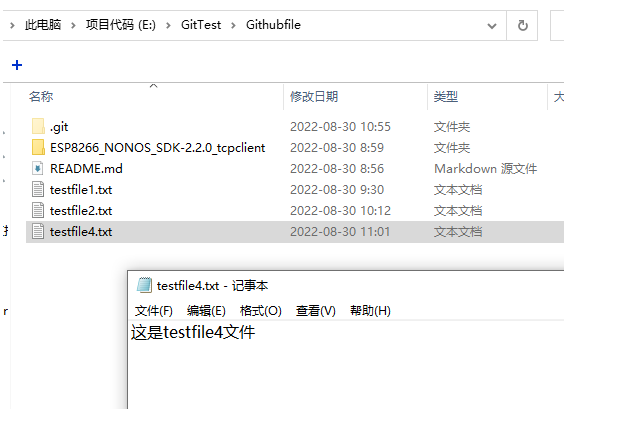 此电脑 > 项目代码 (E:) > GitTest > Githubfile
名称 修改日期 类型 大
.git 2022-08-30 10:55 文件夹
ESP8266_NONOS_SDK-2.2.0_tcpclient 2022-08-30 8:59 文件夹
README.md 2022-08-30 8:56 Markdown 源文件
testfile1.txt 2022-08-30 9:30 文本文档
testfile2.txt 2022-08-30 10:12 文本文档
testfile4.txt 2022-08-30 11:01 文本文档
testfile4.txt - 记事本
文件(F) 编辑(E) 格式(O) 查看(V) 帮助(H)
这是testfile4文件